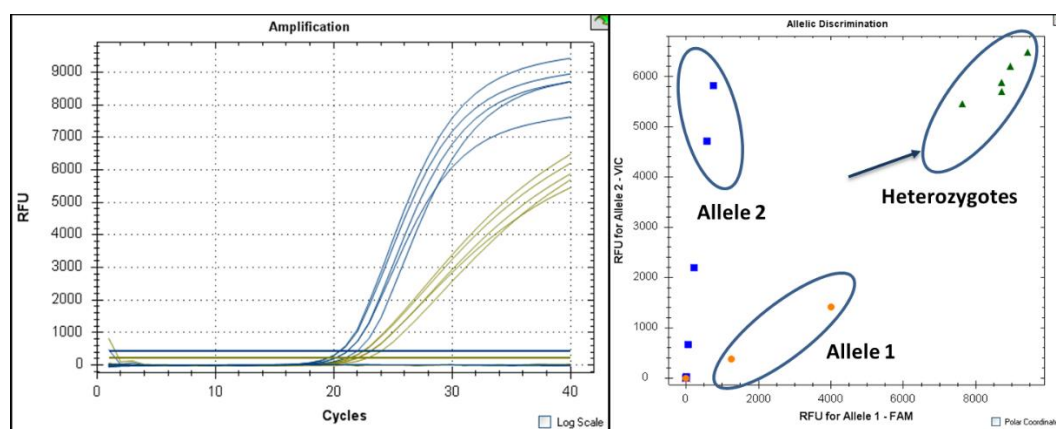 Amplification
9000
8000
7000
6000
5000
4000
3000
2000
1000
0
RFU
0
10
20
30
40
Cycles
Log Scale
Allelic Discrimination
6000
5000
4000
3000
2000
1000
0
RFU for Allele 2 - VIC
Allele 2
Heterozygotes
Allele 1
0
2000
4000
6000
8000
RFU for Allele 1 - FAM
Polar Coordinate